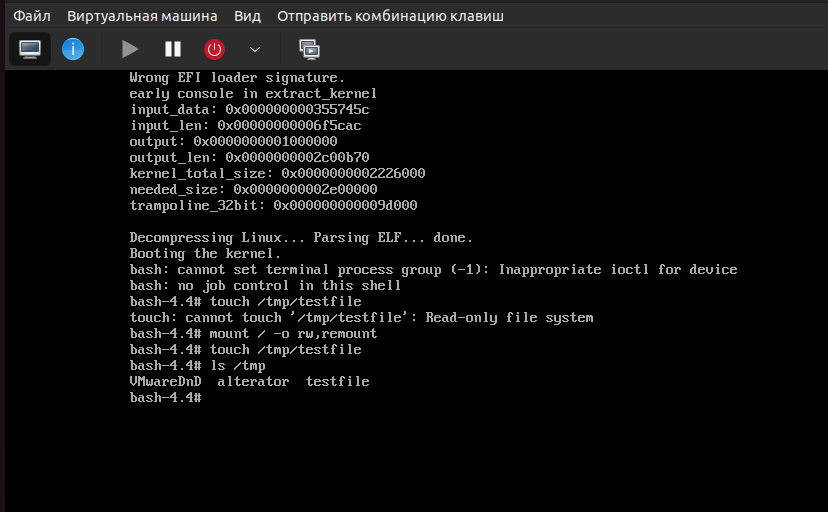 Файл Виртуальная машина Вид Отправить комбинацию клавиш
Wrong EFI loader signature.
early console in extract_kernel
input_data: 0x000000000355745c
input_len: 0x00000000006f5cac
output: 0x0000000001000000
output_len: 0x0000000002c00b70
kernel_total_size: 0x0000000002226000
needed_size: 0x0000000002e00000
trampoline_32bit: 0x000000000009d000
Decompressing Linux... Parsing ELF... done.
Booting the kernel.
bash: cannot set terminal process group (-1): Inappropriate ioctl for device
bash: no job control in this shell
bash-4.4# touch /tmp/testfile
touch: cannot touch '/tmp/testfile': Read-only file system
bash-4.4# mount / -o rw,remount
bash-4.4# touch /tmp/testfile
bash-4.4# ls /tmp
VMwareDnD alterator testfile
bash-4.4#